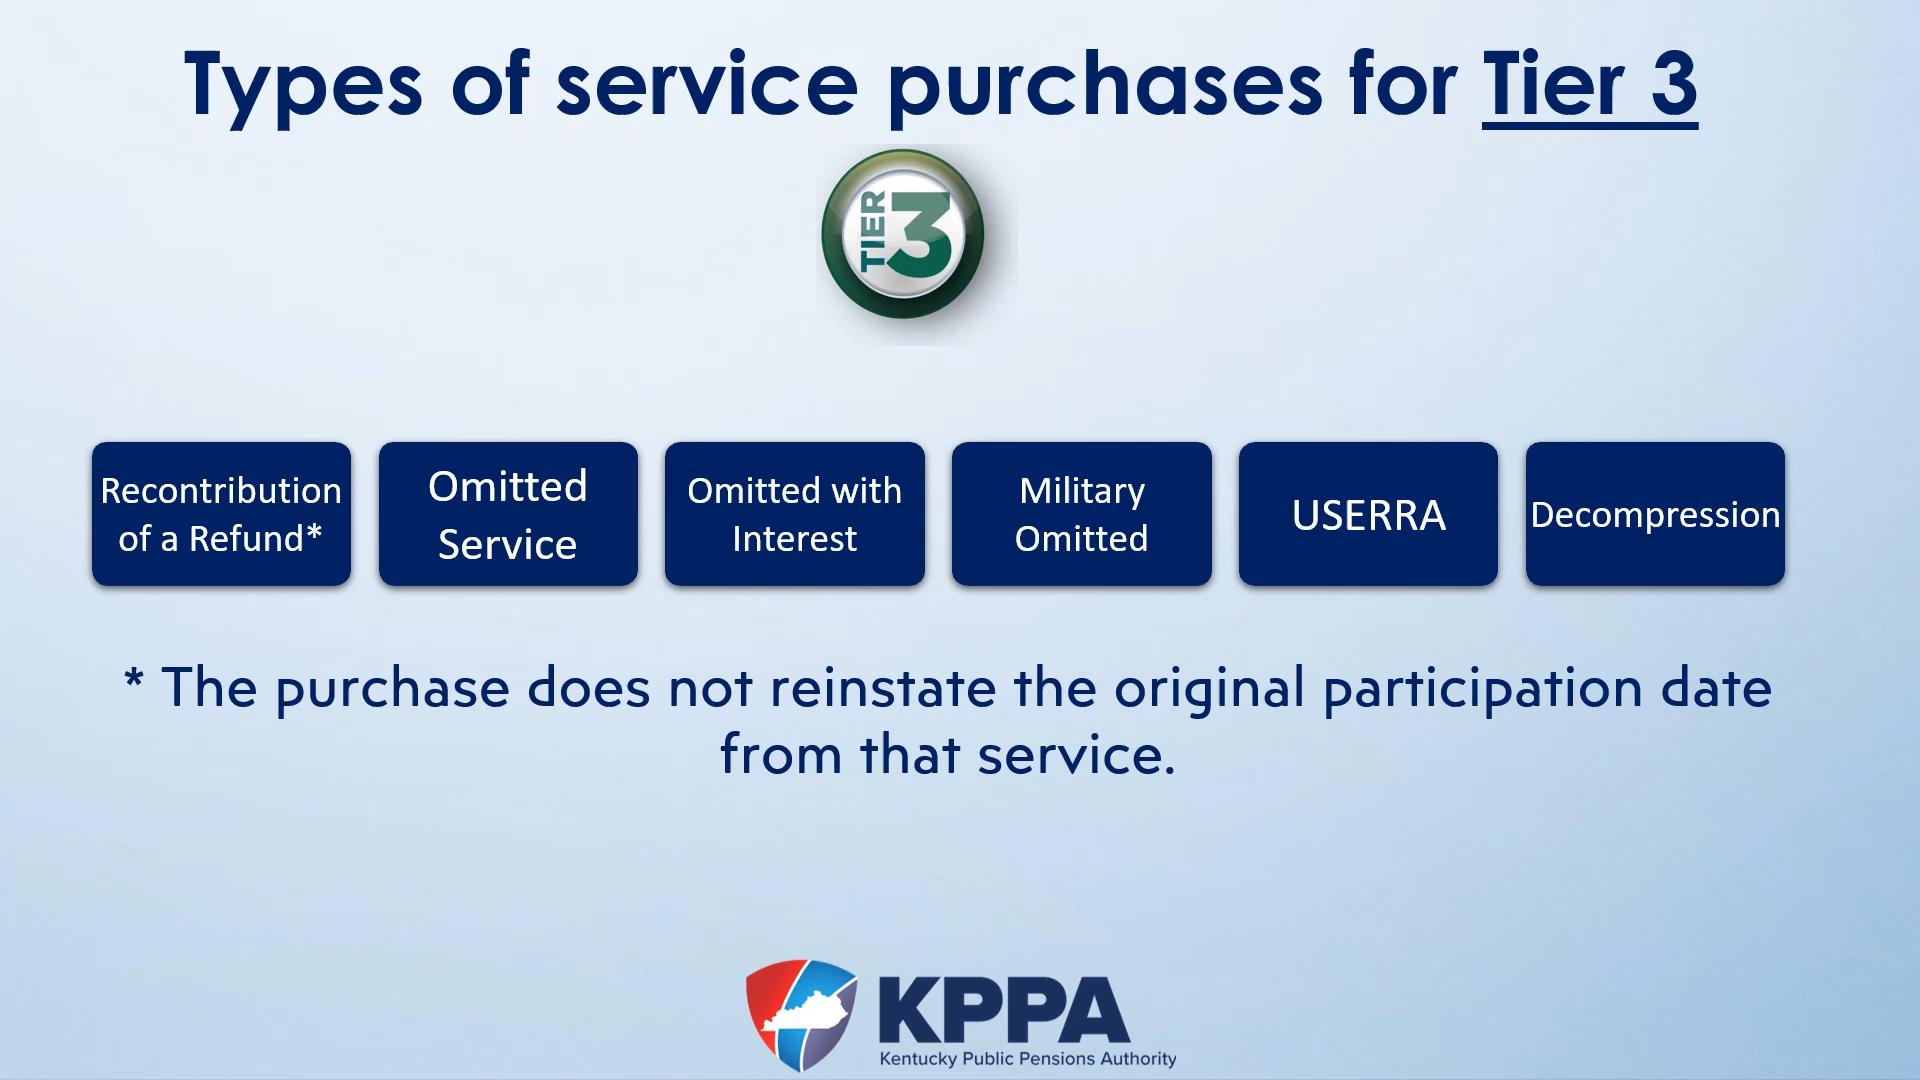 Types of service purchases for Tier 3
TIER 3
Recontribution
of a Refund*
Omitted
Service
Omitted with
Interest
Military
Omitted
USERRA
Decompression
* The purchase does not reinstate the original participation date
from that service.
KPPA
Kentucky Public Pensions Authority